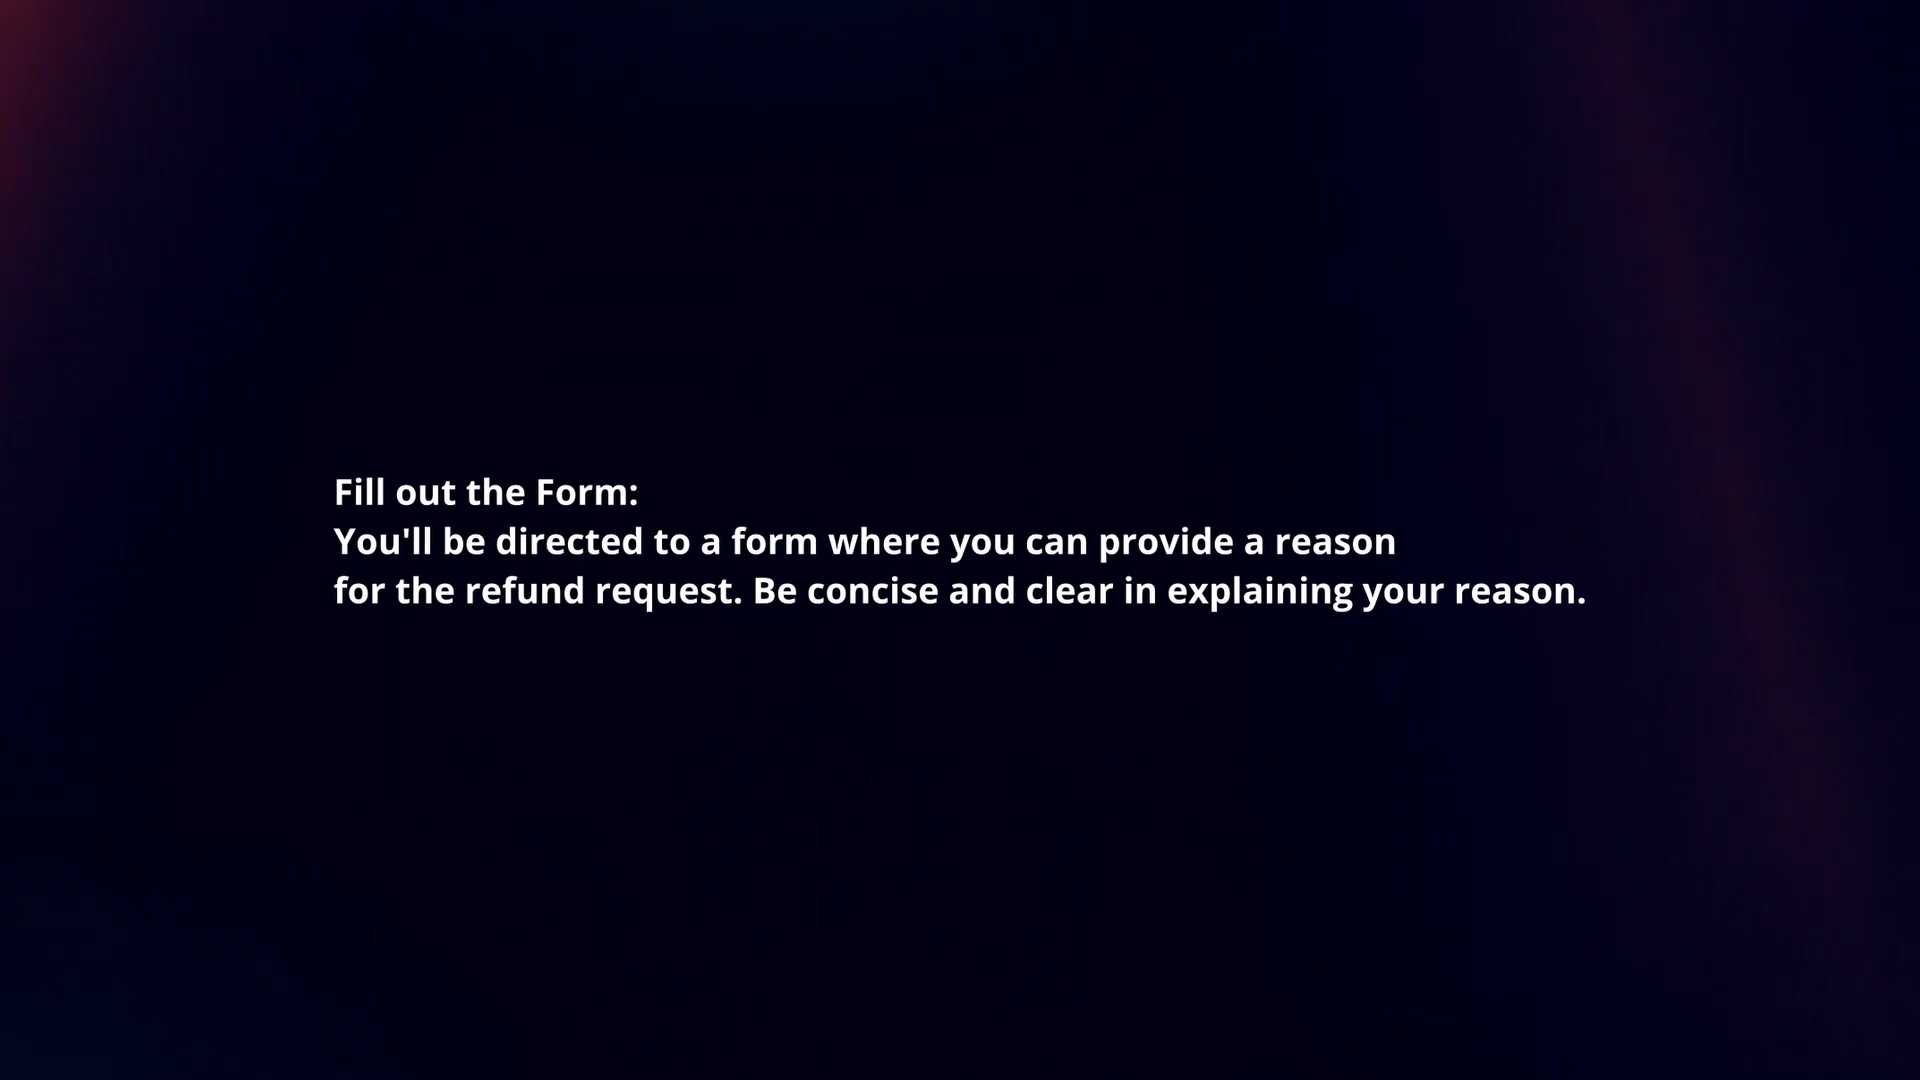 Fill out the Form:
You'll be directed to a form where you can provide a reason
for the refund request. Be concise and clear in explaining your reason.